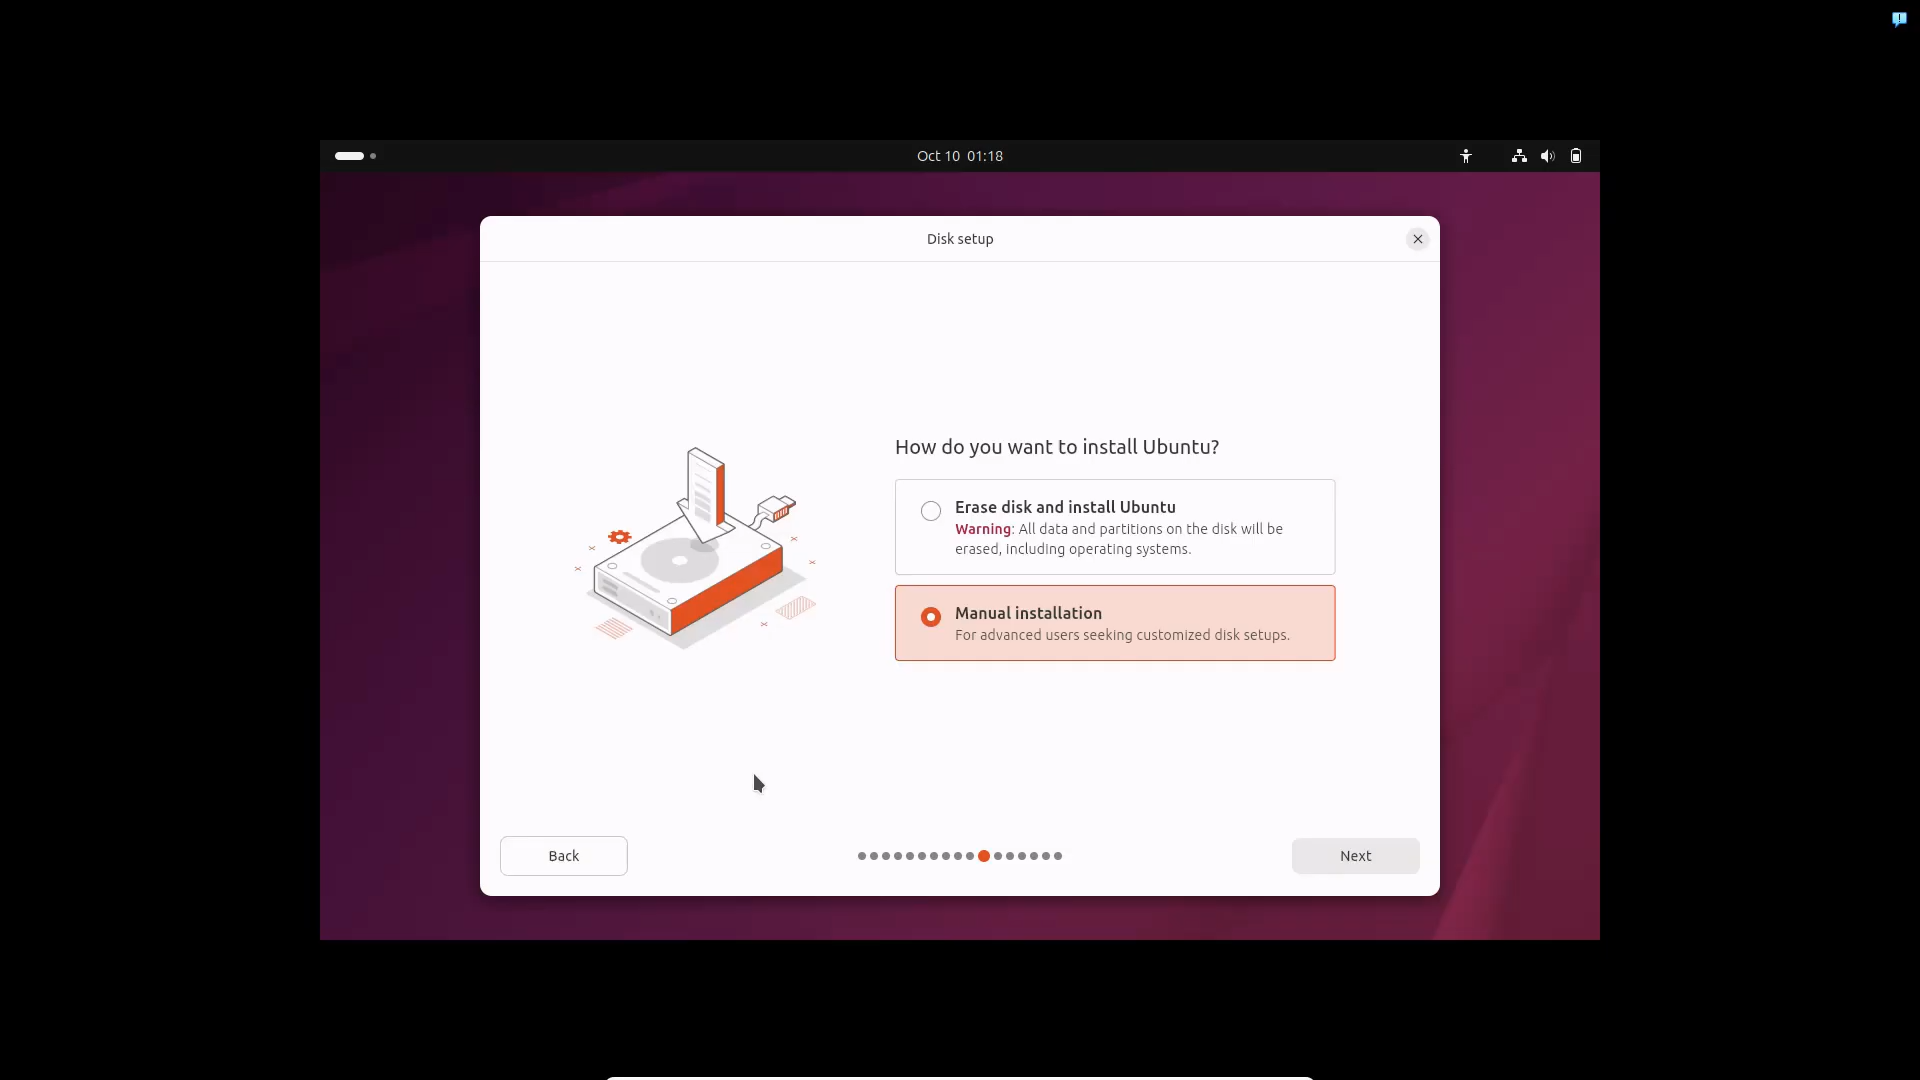 Oct 10 01:18
Disk setup
How do you want to install Ubuntu?
Erase disk and install Ubuntu
Warning: All data and partitions on the disk will be
erased, including operating systems.
Manual installation
For advanced users seeking customized disk setups.
Back
Next